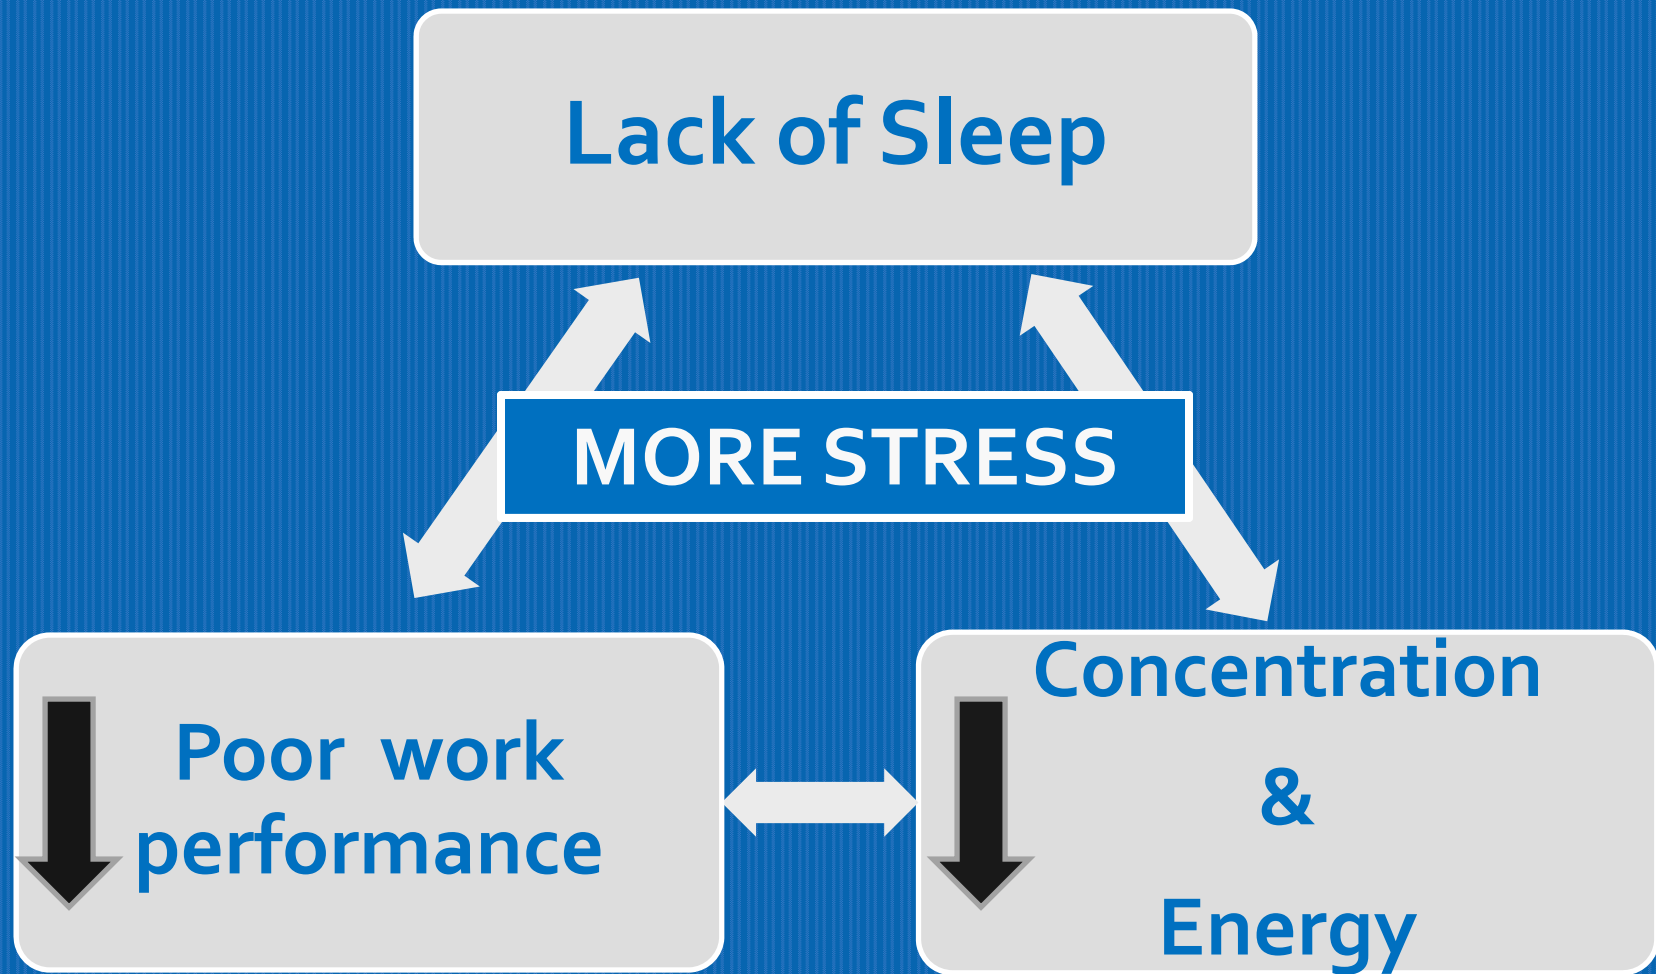 Lack of Sleep
MORE STRESS
Poor work
performance
Concentration
&
Energy